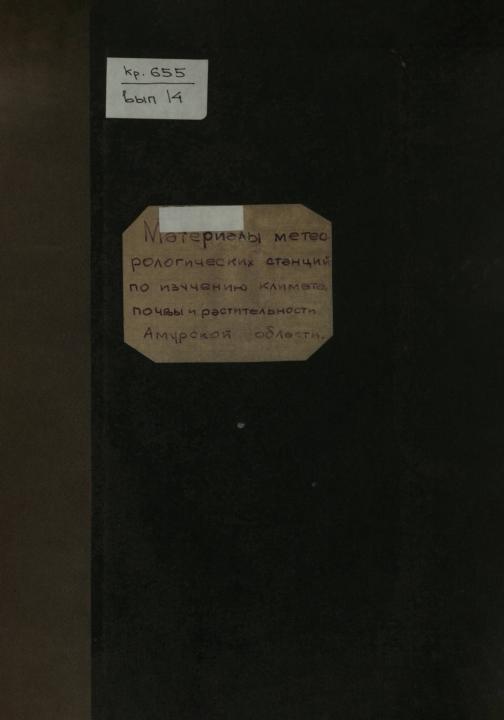 кр. 655
вып 14
Материалы метео
рологических станций
по изучению климата,
почвы и растительности
Амурской области.